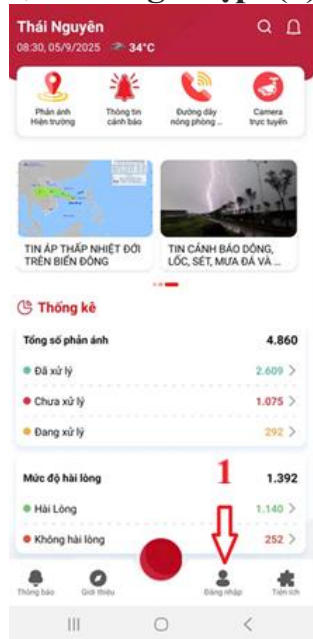 Thái Nguyên
08:30, 05/9/2025 34°C
Phản ánh
Hiện trường
Thông tin
cảnh báo
Đường dây
nóng phòng ...
Camera
trực tuyến
TIN ÁP THẤP NHIỆT ĐỚI
TRÊN BIỂN ĐÔNG
TIN CẢNH BÁO DÔNG,
LỐC, SÉT, MƯA ĐÁ VÀ ...
Thống kê
Tổng số phản ánh 4.860
Đã xử lý 2.609
Chưa xử lý 1.075
Đang xử lý 292
Mức độ hài lòng 1.392
1
Hài Lòng 1.140
Không hài lòng 252
Thông báo Giới thiệu Đăng nhập Tiện ích